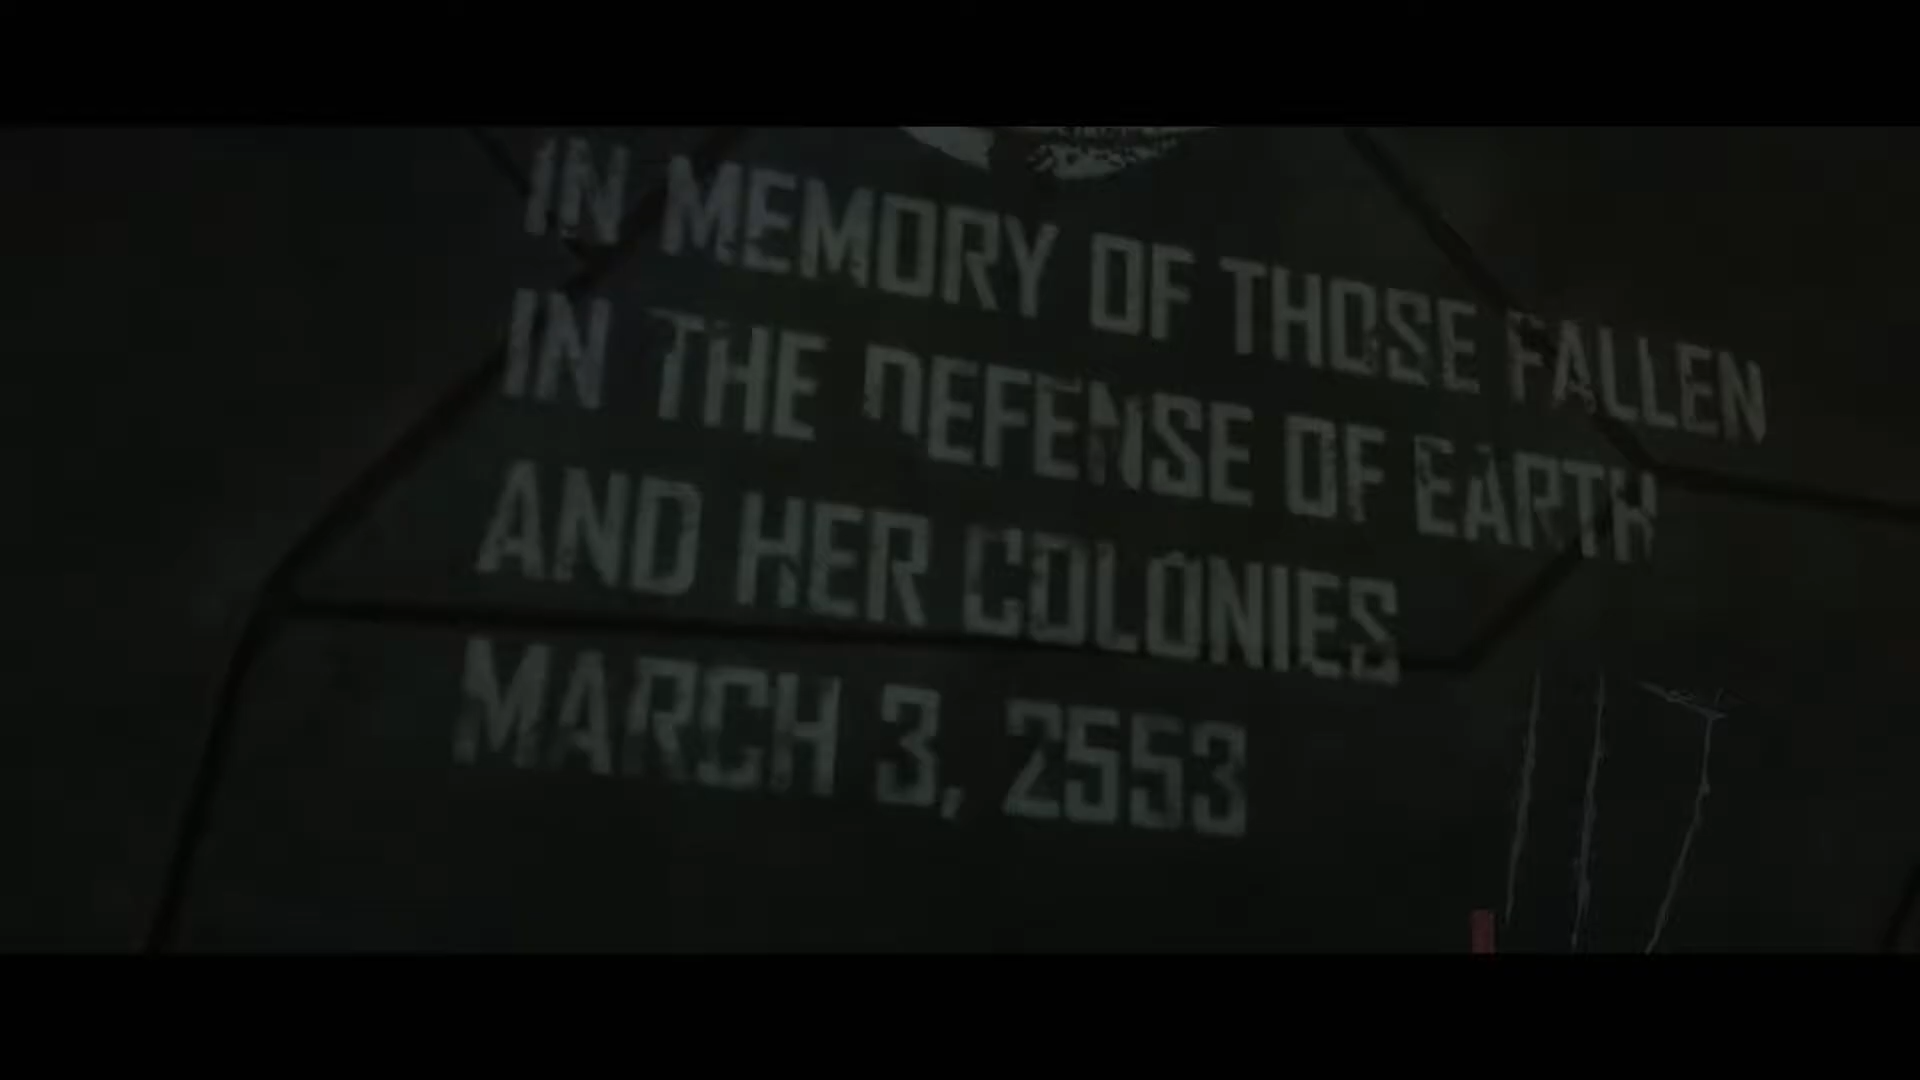 IN MEMORY OF THOSE FALLEN
IN THE DEFENSE OF EARTH
AND HER COLONIES
MARCH 3, 2553